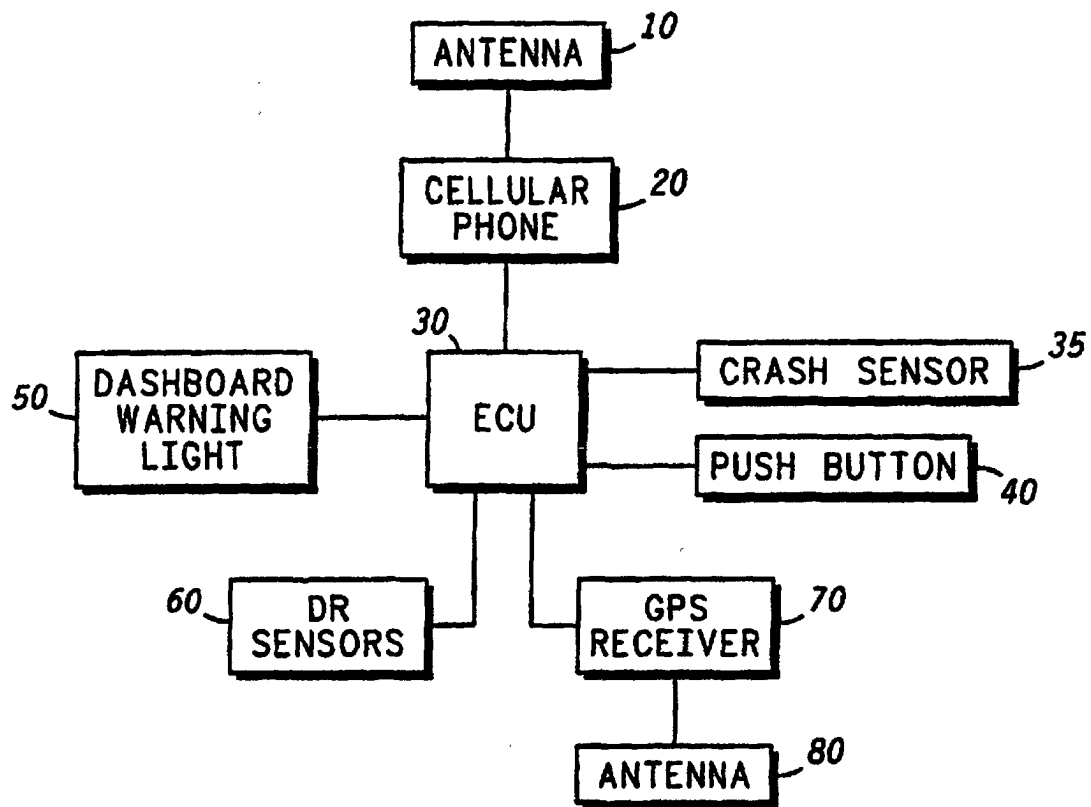 10
ANTENNA
20
CELLULAR
PHONE
30
ECU
35
CRASH SENSOR
50
DASHBOARD
WARNING
LIGHT
PUSH BUTTON
40
60
DR
SENSORS
70
GPS
RECEIVER
80
ANTENNA